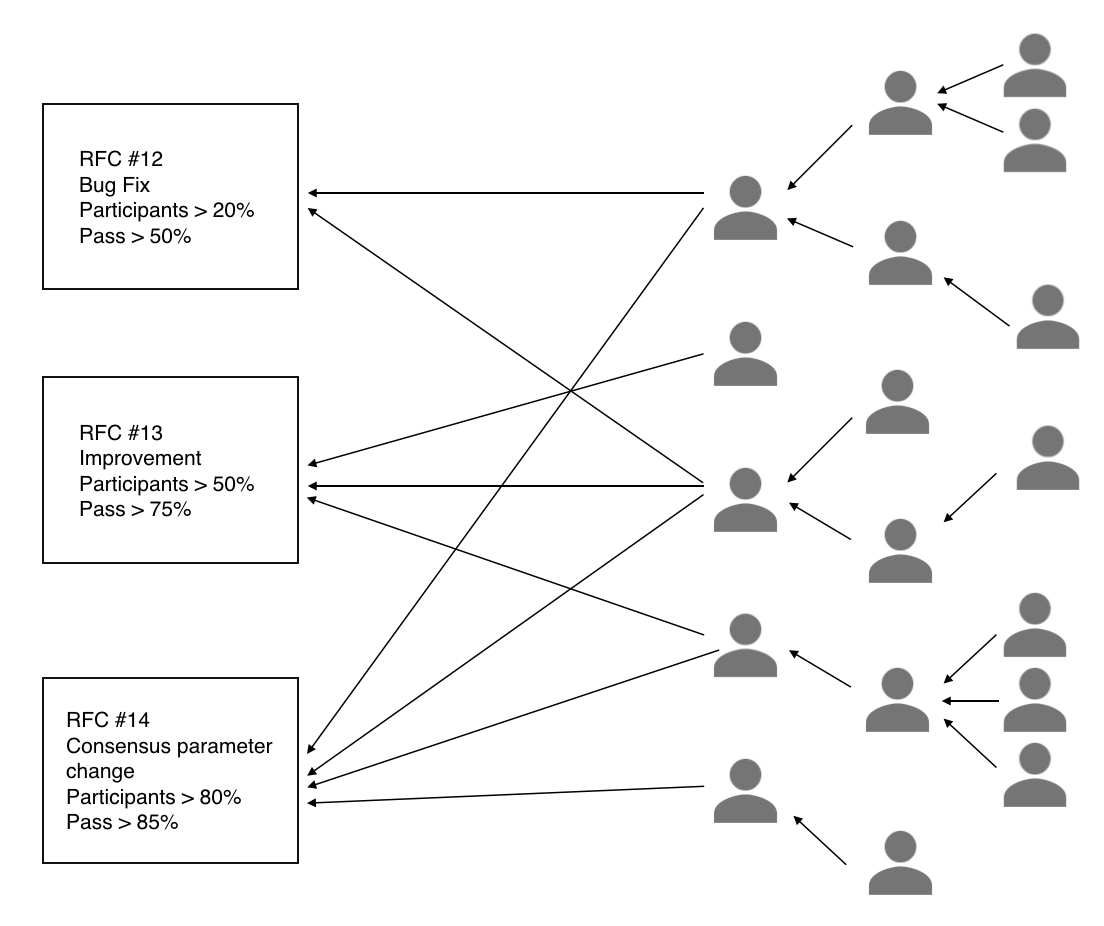 RFC #12
Bug Fix
Participants > 20%
Pass > 50%
RFC #13
Improvement
Participants > 50%
Pass > 75%
RFC #14
Consensus parameter
change
Participants > 80%
Pass > 85%